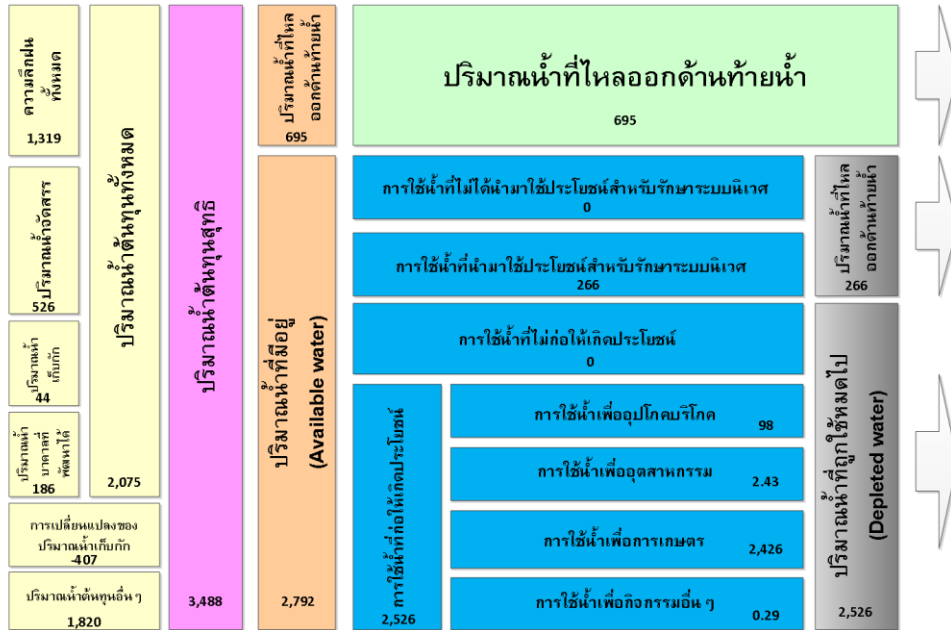 ความลึกฝน
ทั้งหมด
1,319
ปริมาณน้ำจัดสรร
526
ปริมาณน้ำ
เก็บกัก
44
ปริมาณน้ำ
บาดาลที่
พัฒนาได้
186
ปริมาณน้ำต้นทุนทั้งหมด
2,075
การเปลี่ยนแปลงของ
ปริมาณน้ำเก็บกัก
-407
ปริมาณน้ำต้นทุนอื่น ๆ
1,820
ปริมาณน้ำต้นทุนสุทธิ
3,488
ปริมาณน้ำที่ไหล
ออกด้านท้ายน้ำ
695
ปริมาณน้ำที่มีอยู่
(Available water)
2,792
ปริมาณน้ำที่ไหลออกด้านท้ายน้ำ
695
การใช้น้ำที่ไม่ได้นำมาใช้ประโยชน์สำหรับรักษาระบบนิเวศ
0
การใช้น้ำที่นำมาใช้ประโยชน์สำหรับรักษาระบบนิเวศ
266
การใช้น้ำที่ไม่ก่อให้เกิดประโยชน์
0
การใช้น้ำที่ก่อให้เกิดประโยชน์
2,526
การใช้น้ำเพื่ออุปโภคบริโภค
98
การใช้น้ำเพื่ออุตสาหกรรม
2.43
การใช้น้ำเพื่อการเกษตร
2,426
การใช้น้ำเพื่อกิจกรรมอื่น ๆ
0.29
ปริมาณน้ำที่ไหล
ออกด้านท้ายน้ำ
266
ปริมาณน้ำที่ถูกใช้หมดไป
(Depleted water)
2,526